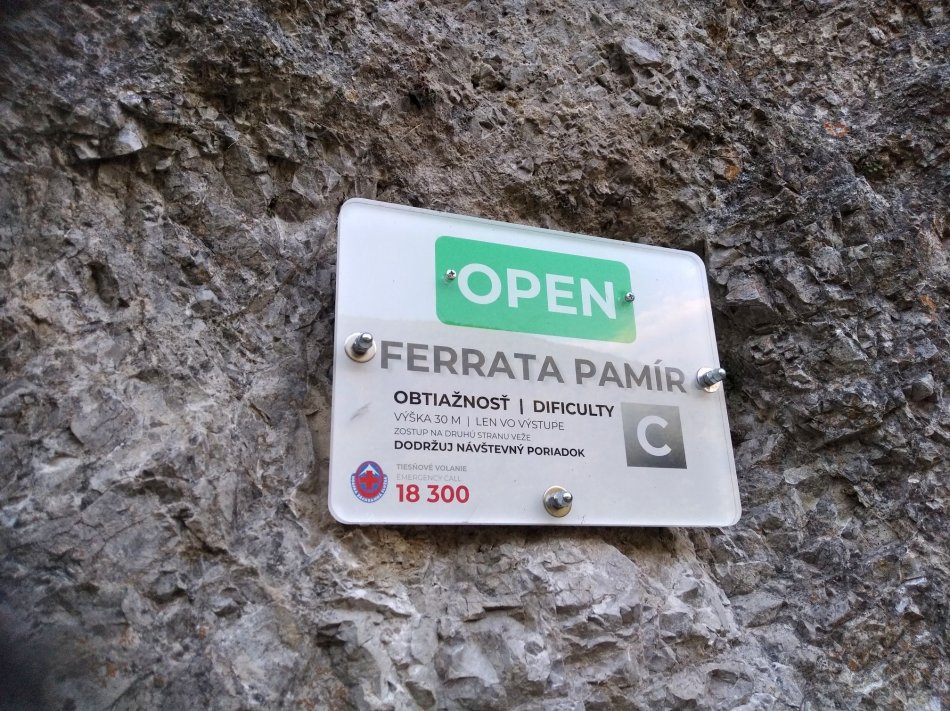 OPEN
FERRATA PAMÍR
OBTIAŽNOSŤ | DIFICULTY
C
VÝŠKA 30 M | LEN VO VÝSTUPE
ZOSTUP NA DRUHÚ STRANU VEŽE
DODRŽUJ NÁVŠTEVNÝ PORIADOK
TIESŇOVÉ VOLANIE
EMERGENCY CALL
18 300